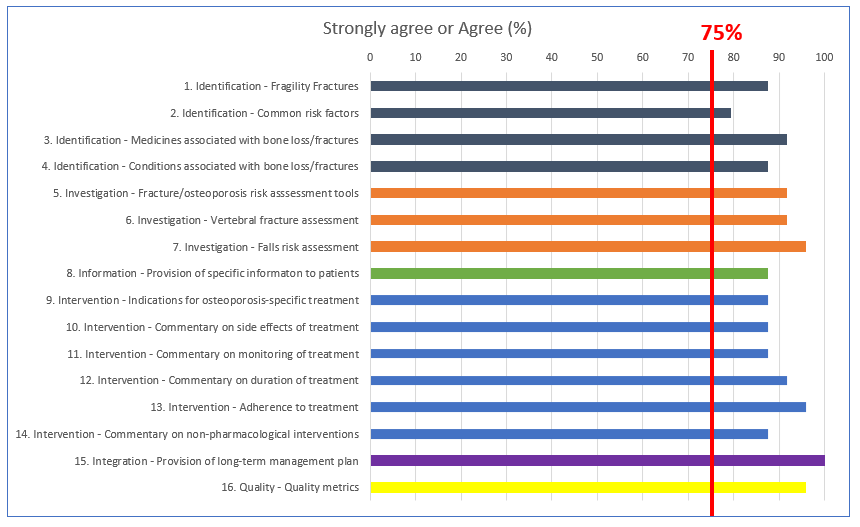 Strongly agree or Agree (%)
75%
0 10 20 30 40 50 60 70 80 90 100
1. Identification - Fragility Fractures
2. Identification - Common risk factors
3. Identification - Medicines associated with bone loss/fractures
4. Identification - Conditions associated with bone loss/fractures
5. Investigation - Fracture/osteoporosis risk asssessment tools
6. Investigation - Vertebral fracture assessment
7. Investigation - Falls risk assessment
8. Information - Provision of specific informaton to patients
9. Intervention - Indications for osteoporosis-specific treatment
10. Intervention - Commentary on side effects of treatment
11. Intervention - Commentary on monitoring of treatment
12. Intervention - Commentary on duration of treatment
13. Intervention - Adherence to treatment
14. Intervention - Commentary on non-pharmacological interventions
15. Integration - Provision of long-term management plan
16. Quality - Quality metrics